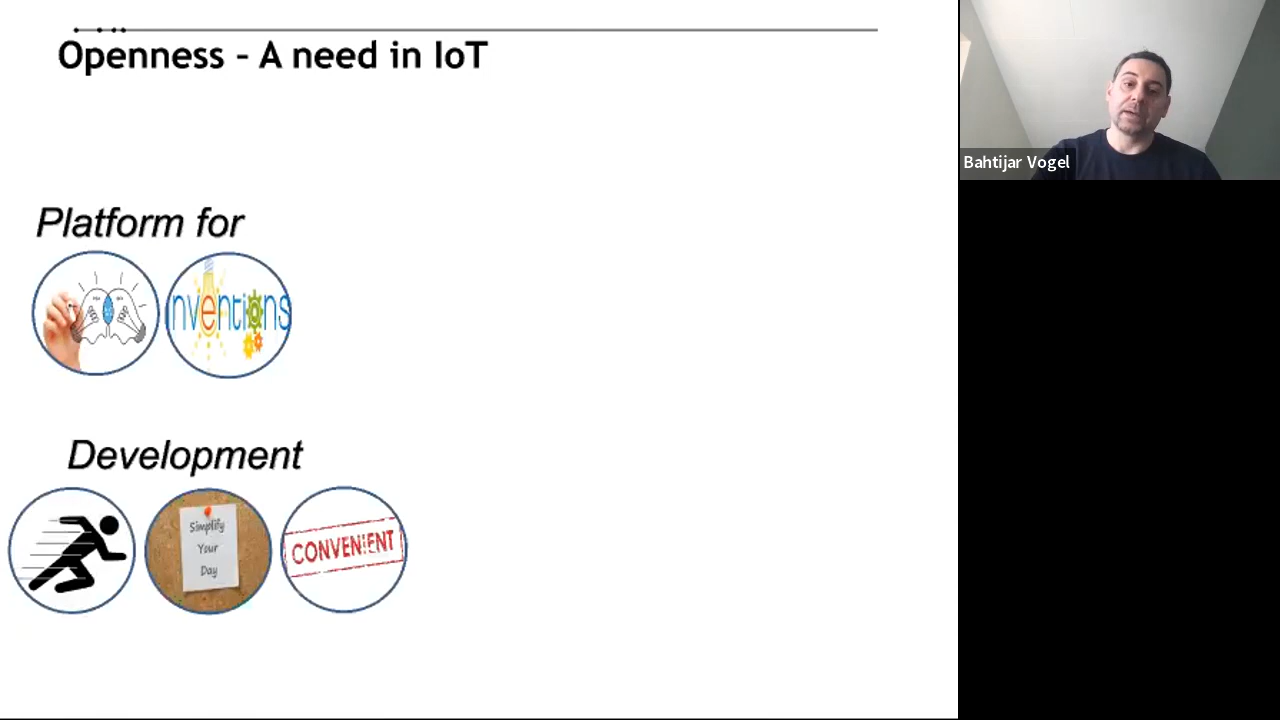 Openness – A need in IoT
Bahtijar Vogel
Platform for
nventions
Development
Simplify
Your
Day
CONVENIENT